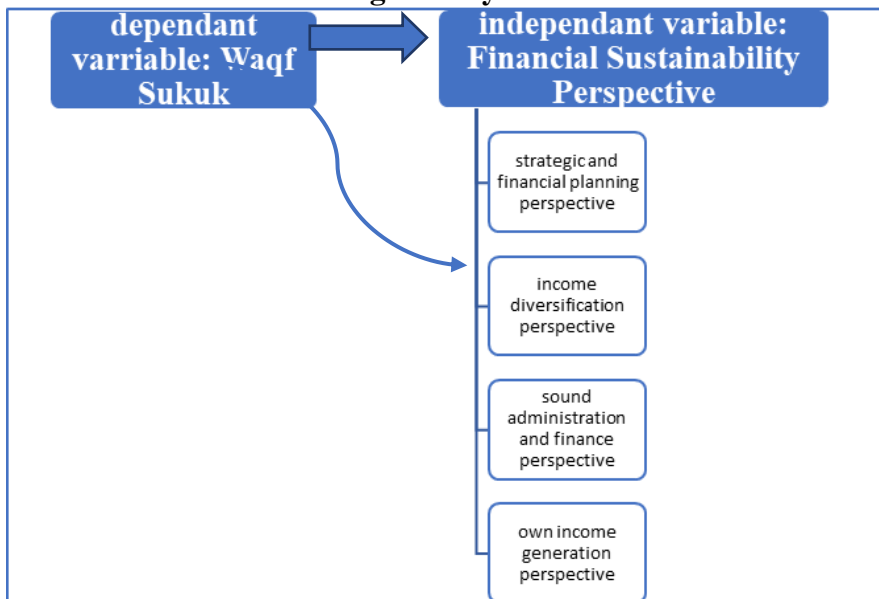 dependant
varriable: Waqf
Sukuk
independant variable:
Financial Sustainability
Perspective
strategic and
financial planning
perspective
income
diversification
perspective
sound
administration
and finance
perspective
own income
generation
perspective